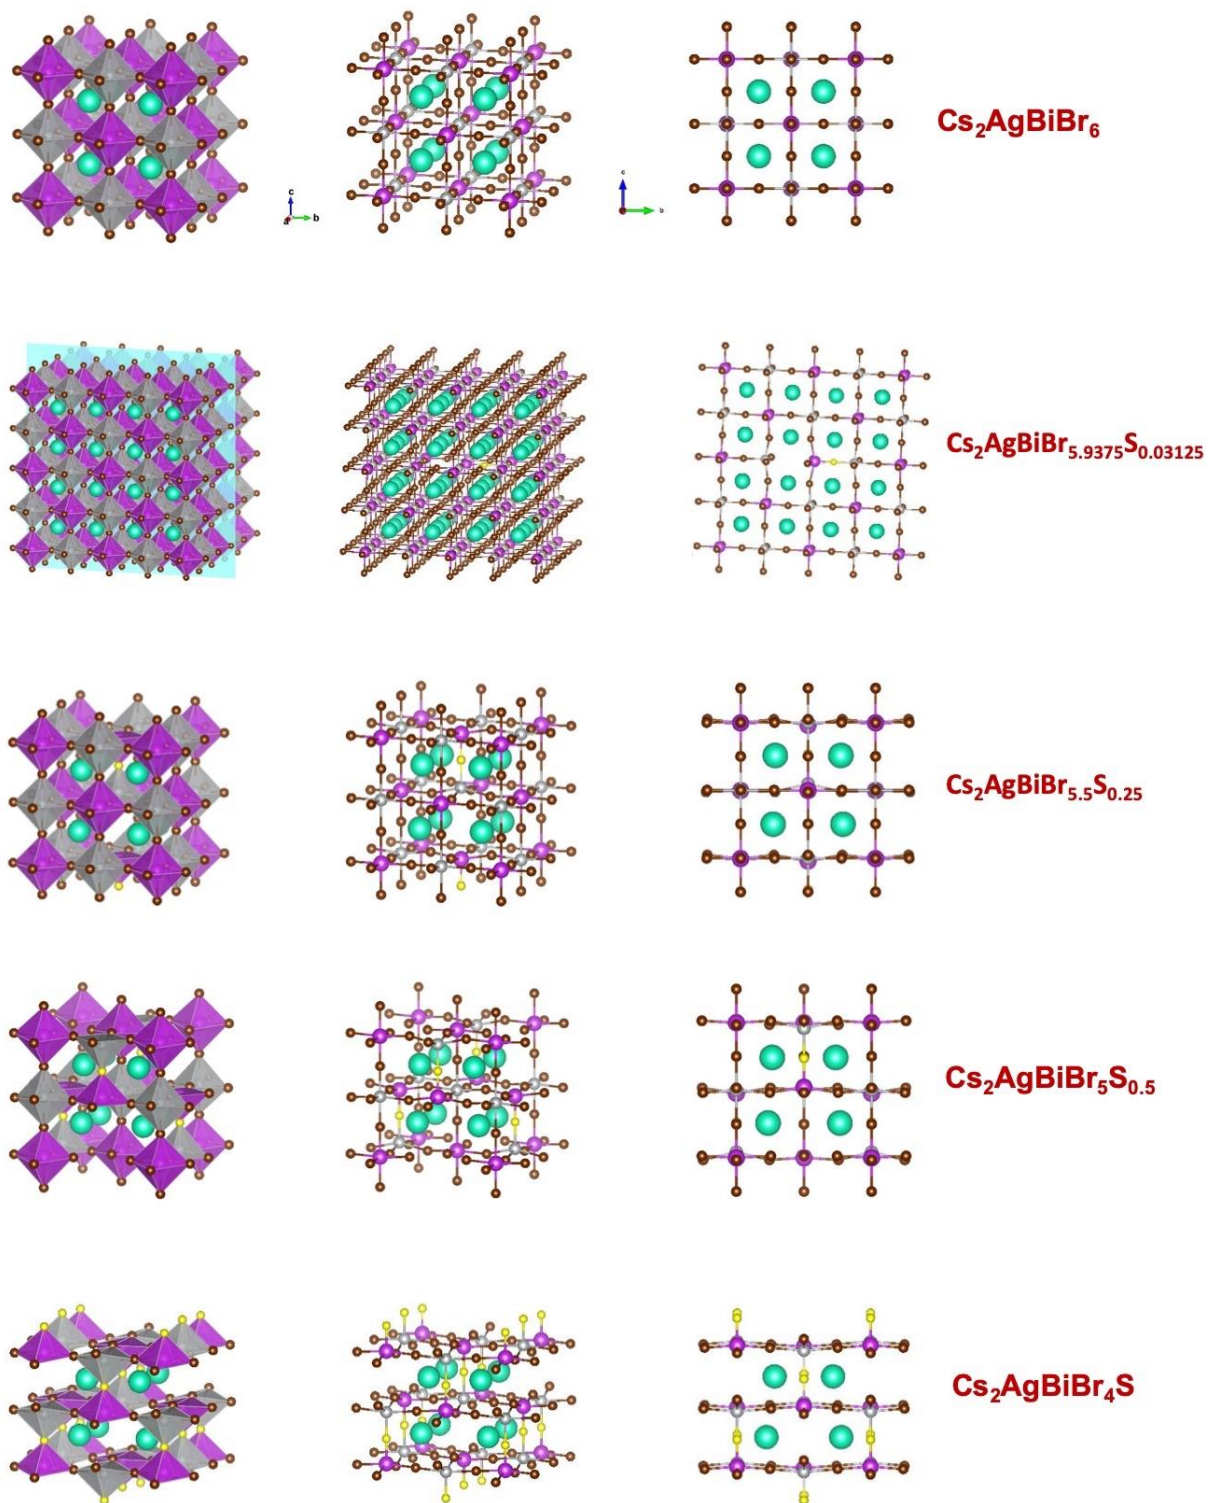 Cs₂AgBiBr₆
c
a
b
c
b
Cs₂AgBiBr₅.₉₃₇₅S₀.₀₃₁₂₅
Cs₂AgBiBr₅.₅S₀.₂₅
Cs₂AgBiBr₅S₀.₅
Cs₂AgBiBr₄S